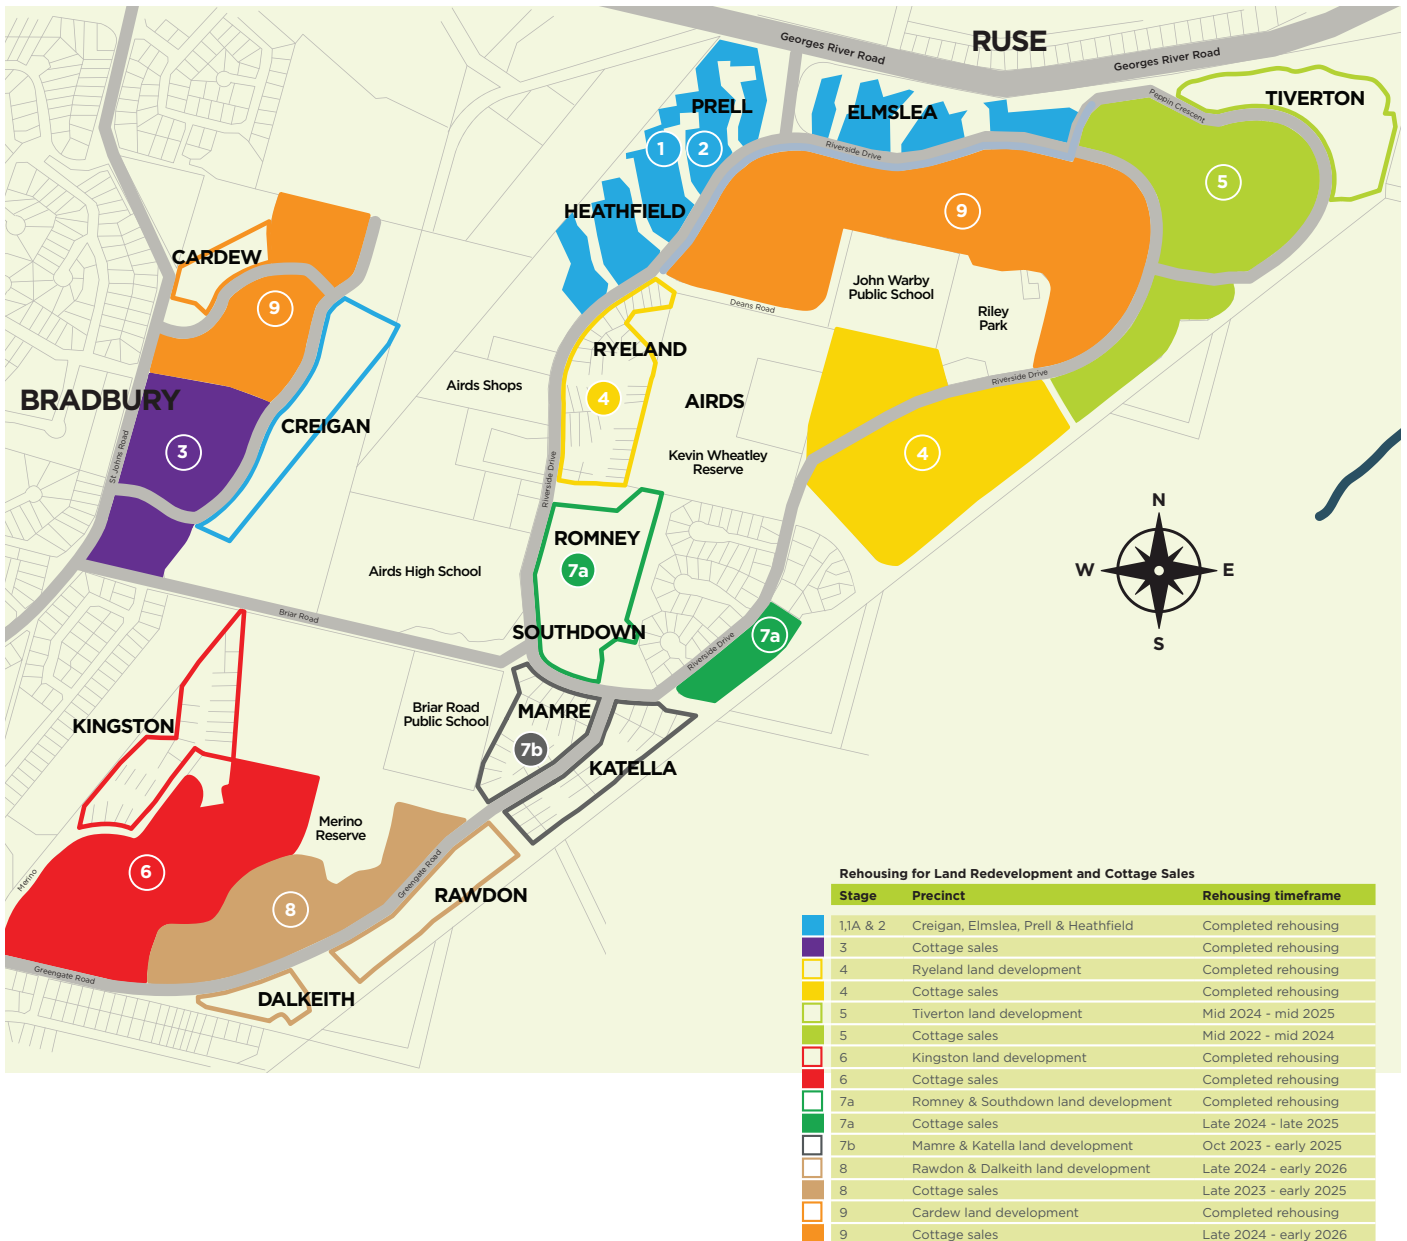 RUSE
Georges River Road
Georges River Road
PRELL
ELMSLEA
TIVERTON
Peppin Crescent
1
2
Riverside Drive
5
HEATHFIELD
9
CARDEW
9
John Warby
Public School
Deans Road
Riley
Park
RYELAND
Airds Shops
4
AIRDS
Riverside Drive
BRADBURY
CREIGAN
St Johns Road
3
Kevin Wheatley
Reserve
4
Riverside Drive
N
W
E
S
ROMNEY
7a
Airds High School
Briar Road
SOUTHDOWN
7a
Riverside Drive
KINGSTON
Briar Road
Public School
MAMRE
7b
KATELLA
Merino
Reserve
Merino
6
8
Greengate Road
RAWDON
Greengate Road
DALKEITH
Rehousing for Land Redevelopment and Cottage Sales
Stage Precinct Rehousing timeframe
1,1A & 2 Creigan, Elmslea, Prell & Heathfield Completed rehousing
3 Cottage sales Completed rehousing
4 Ryeland land development Completed rehousing
4 Cottage sales Completed rehousing
5 Tiverton land development Mid 2024 - mid 2025
5 Cottage sales Mid 2022 - mid 2024
6 Kingston land development Completed rehousing
6 Cottage sales Completed rehousing
7a Romney & Southdown land development Completed rehousing
7a Cottage sales Late 2024 - late 2025
7b Mamre & Katella land development Oct 2023 - early 2025
8 Rawdon & Dalkeith land development Late 2024 - early 2026
8 Cottage sales Late 2023 - early 2025
9 Cardew land development Completed rehousing
9 Cottage sales Late 2024 - early 2026